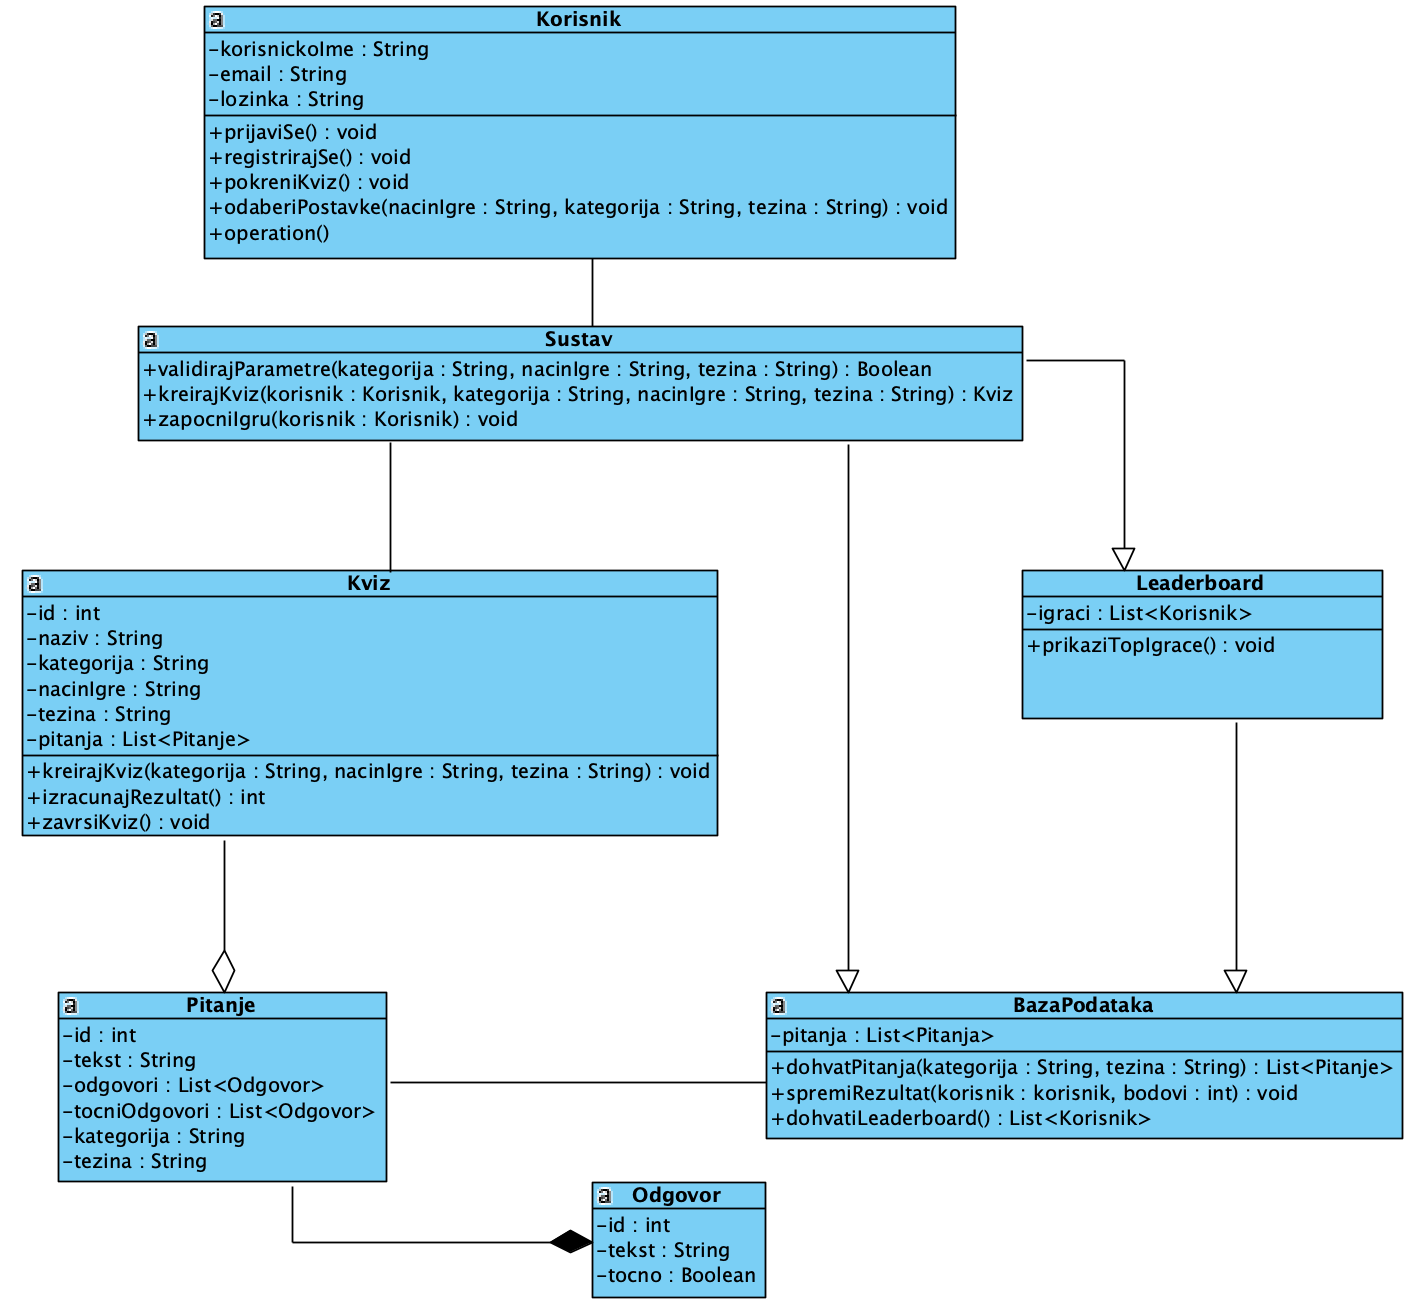 a Korisnik
-korisnickoIme : String
-email : String
-lozinka : String
+prijaviSe() : void
+registrirajSe() : void
+pokreniKviz() : void
+odaberiPostavke(nacinIgre : String, kategorija : String, tezina : String) : void
+operation()
a Sustav
+validirajParametre(kategorija : String, nacinIgre : String, tezina : String) : Boolean
+kreirajKviz(korisnik : Korisnik, kategorija : String, nacinIgre : String, tezina : String) : Kviz
+zapocniIgru(korisnik : Korisnik) : void
a Kviz
-id : int
-naziv : String
-kategorija : String
-nacinIgre : String
-tezina : String
-pitanja : List<Pitanje>
+kreirajKviz(kategorija : String, nacinIgre : String, tezina : String) : void
+izracunajRezultat() : int
+zavrsiKviz() : void
Leaderboard
-igraci : List<Korisnik>
+prikaziTopIgrace() : void
a Pitanje
-id : int
-tekst : String
-odgovori : List<Odgovor>
-tocniOdgovori : List<Odgovor>
-kategorija : String
-tezina : String
a BazaPodataka
-pitanja : List<Pitanja>
+dohvatPitanja(kategorija : String, tezina : String) : List<Pitanje>
+spremiRezultat(korisnik : korisnik, bodovi : int) : void
+dohvatiLeaderboard() : List<Korisnik>
a Odgovor
-id : int
-tekst : String
-tocno : Boolean